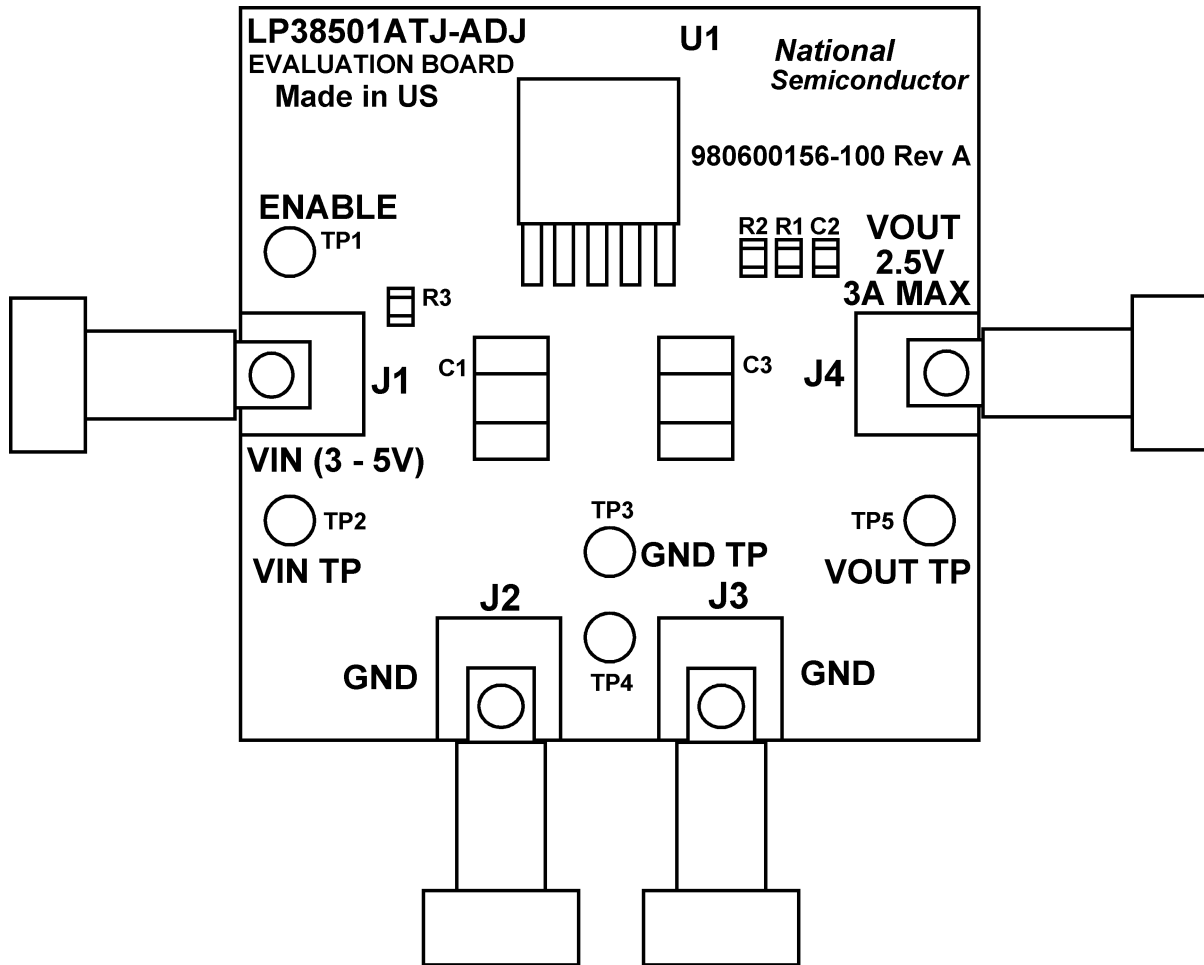 LP38501ATJ-ADJ
EVALUATION BOARD
Made in US
U1
National
Semiconductor
980600156-100 Rev A
ENABLE
TP1
R2 R1 C2
VOUT
2.5V
3A MAX
R3
C1
C3
J1
J4
VIN (3 - 5V)
TP2
VIN TP
TP3
GND TP
TP5
VOUT TP
J2
J3
GND
TP4
GND